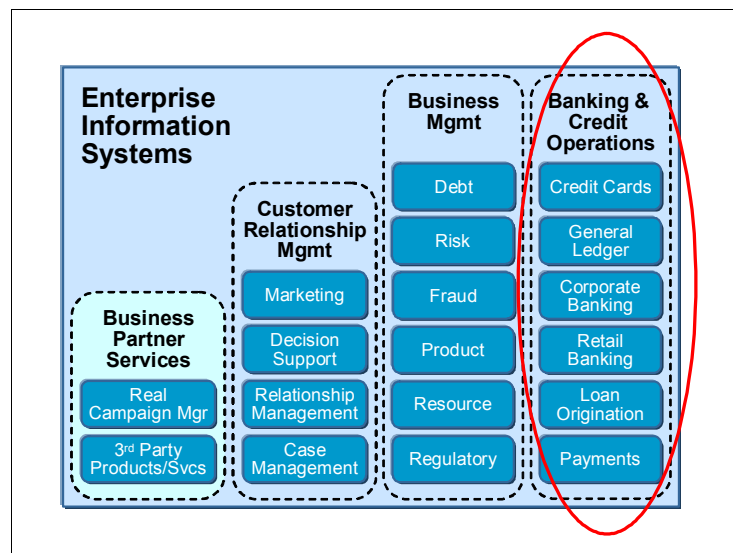 Enterprise
Information
Systems
Business
Partner
Services
Real
Campaign Mgr
3rd Party
Products/Svcs
Customer
Relationship
Mgmt
Marketing
Decision
Support
Relationship
Management
Case
Management
Business
Mgmt
Debt
Risk
Fraud
Product
Resource
Regulatory
Banking &
Credit
Operations
Credit Cards
General
Ledger
Corporate
Banking
Retail
Banking
Loan
Origination
Payments